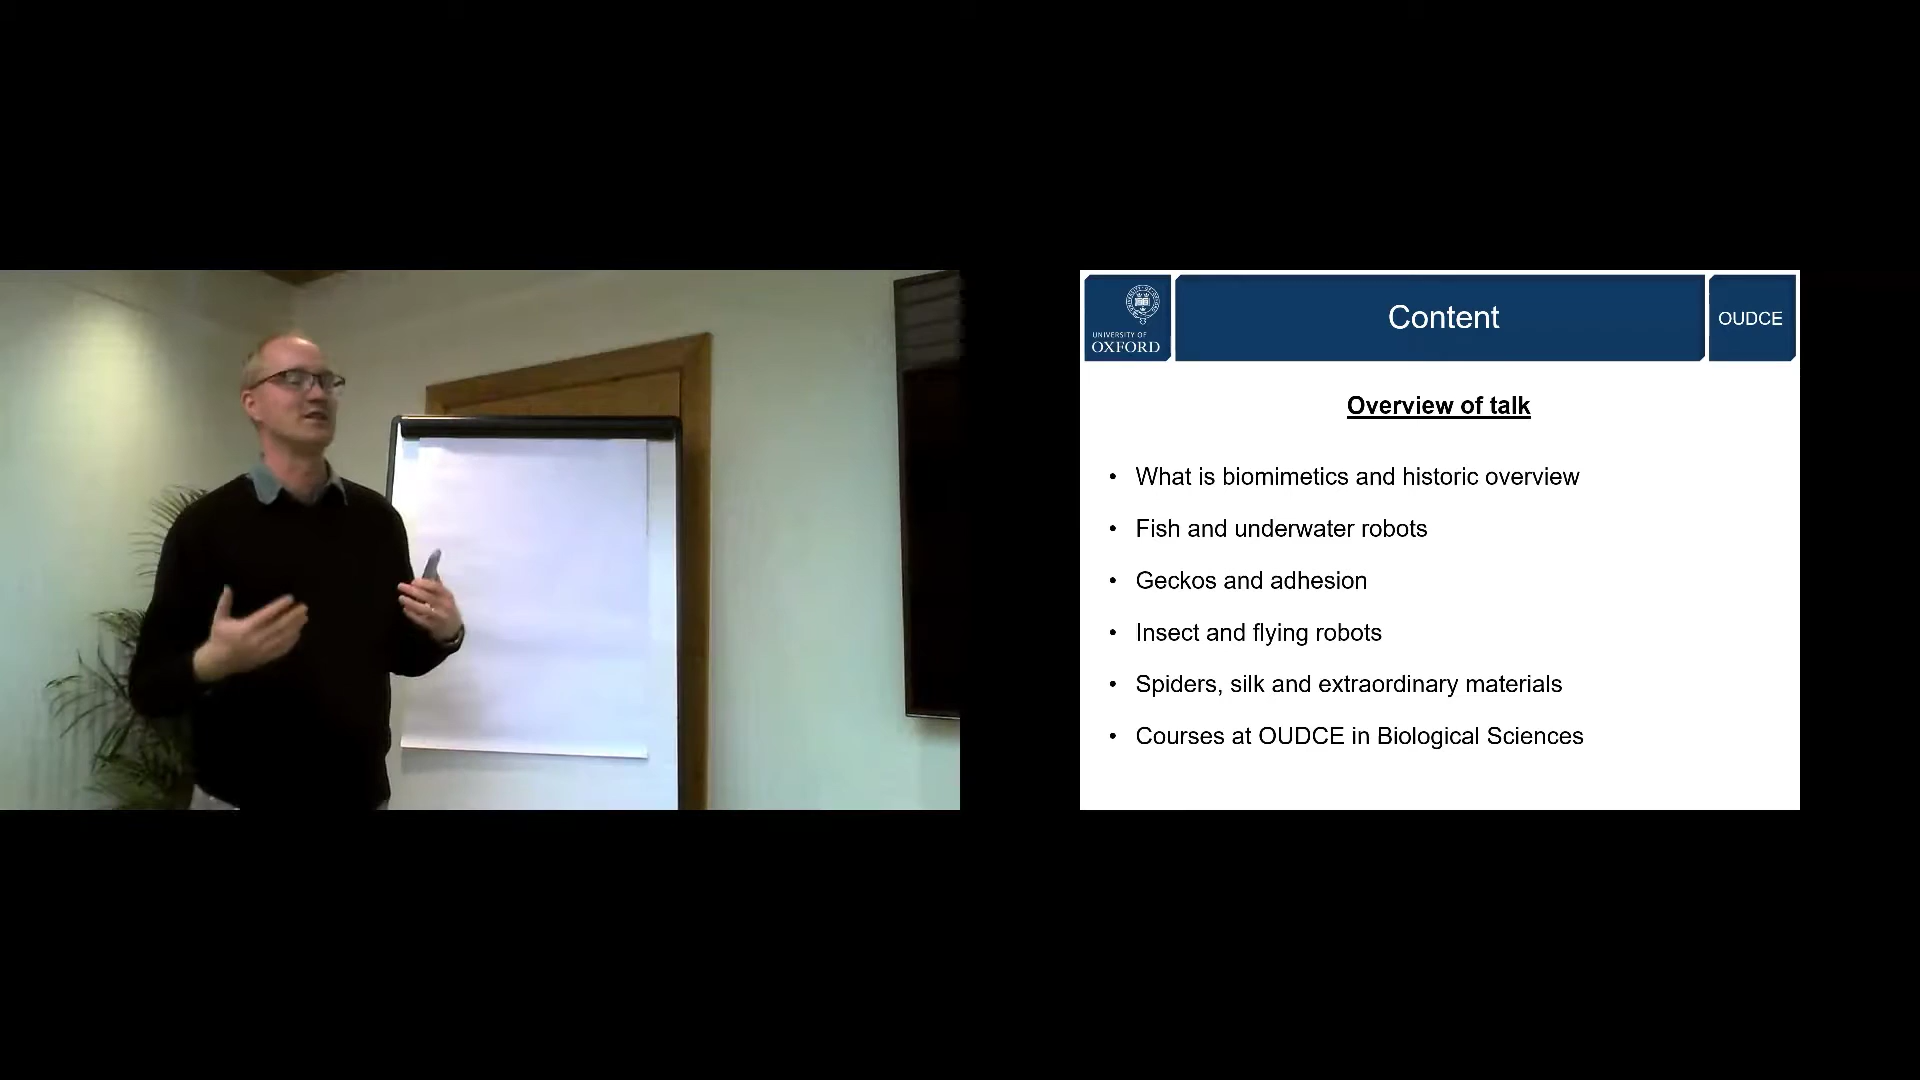 UNIVERSITY OF
OXFORD
Content
OUDCE
Overview of talk
• What is biomimetics and historic overview
• Fish and underwater robots
• Geckos and adhesion
• Insect and flying robots
• Spiders, silk and extraordinary materials
• Courses at OUDCE in Biological Sciences